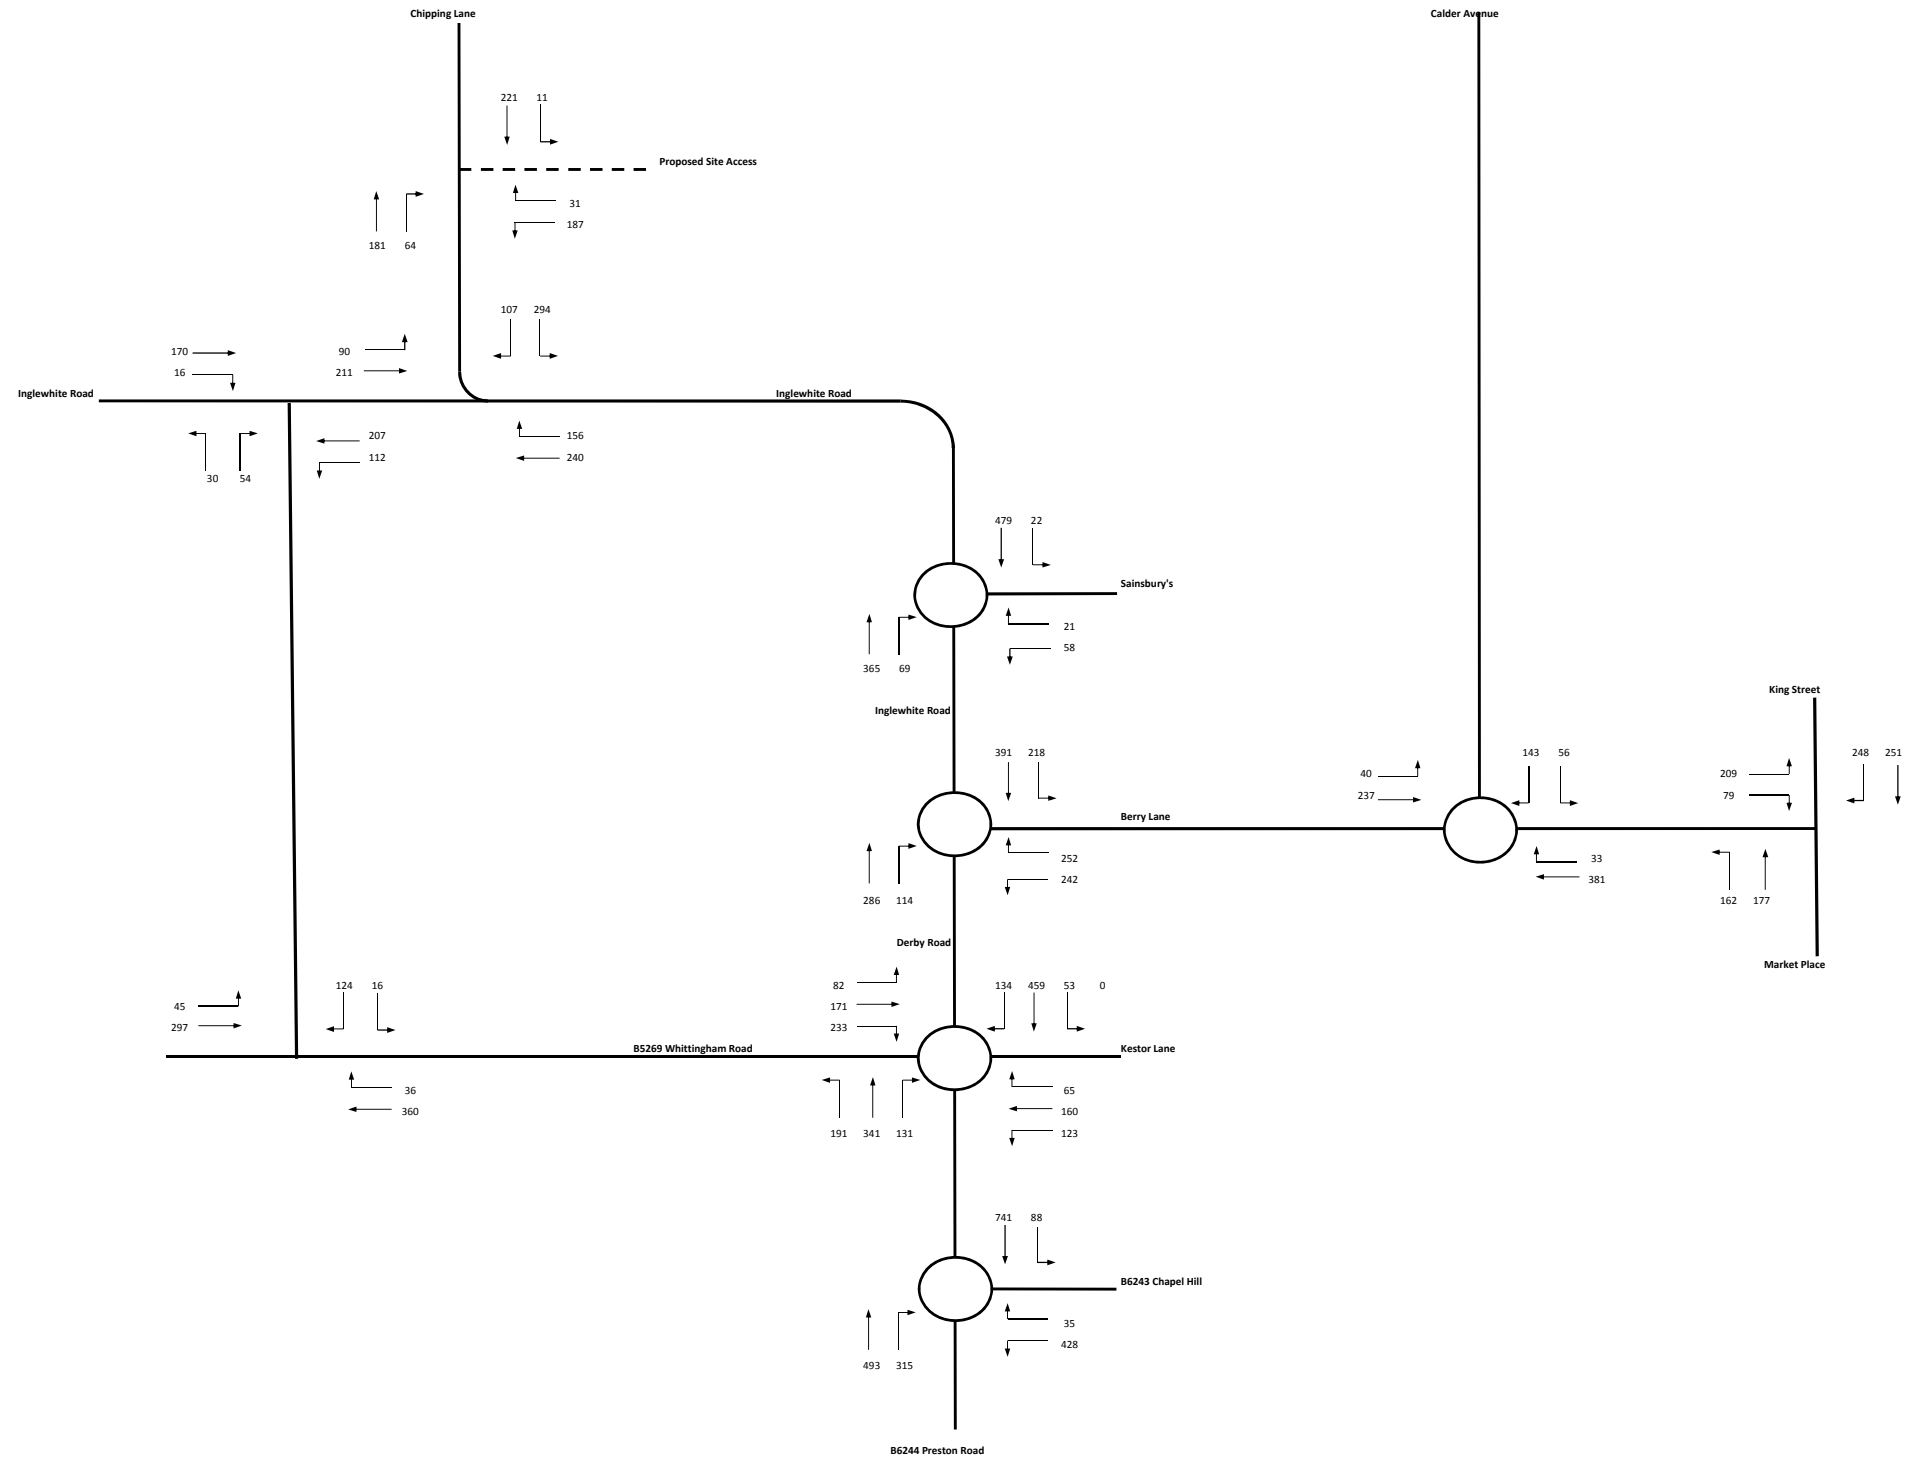 Chipping Lane
Calder Avenue
221 11
Proposed Site Access
31
187
181 64
107 294
170
16
90
211
Inglewhite Road
Inglewhite Road
207
112
156
240
30 54
479 22
Sainsbury's
21
58
365 69
King Street
Inglewhite Road
391 218
143 56
248 251
40
237
209
79
Berry Lane
252
242
33
381
286 114
162 177
Derby Road
Market Place
124 16
82
171
233
134 459 53 0
45
297
B5269 Whittingham Road
Kestor Lane
36
360
65
160
123
191 341 131
741 88
B6243 Chapel Hill
35
428
493 315
B6244 Preston Road